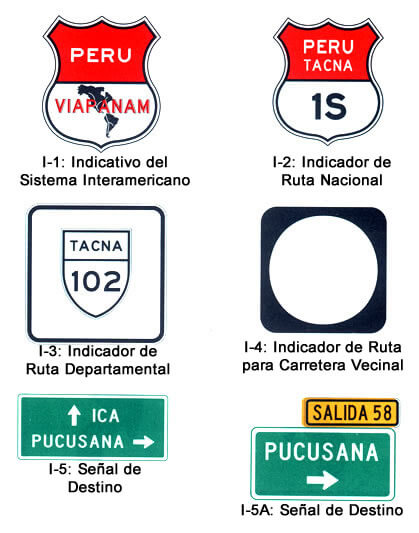 PERU
VIAPANAM
I-1: Indicativo del
Sistema Interamericano
PERU
TACNA
1S
I-2: Indicador de
Ruta Nacional
TACNA
102
I-3: Indicador de
Ruta Departamental
I-4: Indicador de Ruta
para Carretera Vecinal
↑ ICA
PUCUSANA →
I-5: Señal de
Destino
SALIDA 58
PUCUSANA
→
I-5A: Señal de Destino